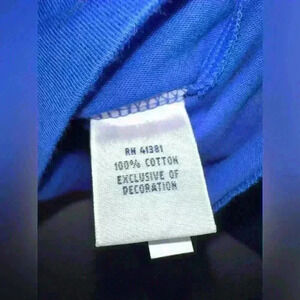 RN 41381
100% COTTON
EXCLUSIVE OF
DECORATION